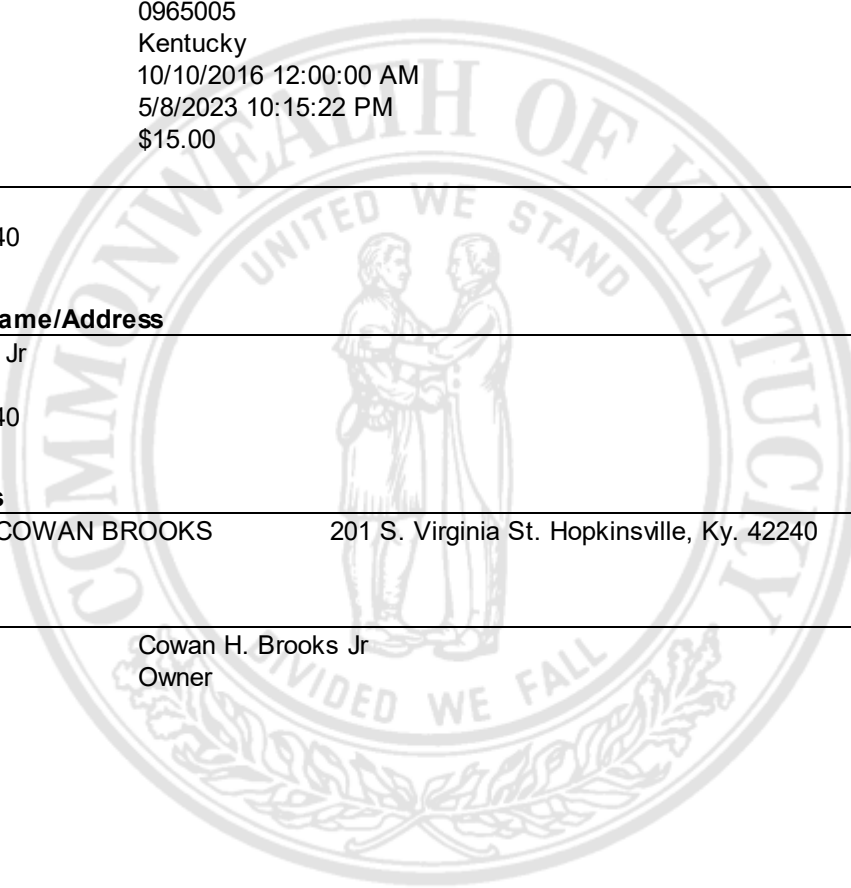 0965005
Kentucky
10/10/2016 12:00:00 AM
5/8/2023 10:15:22 PM
$15.00
40
ame/Address
Jr
40
s
COWAN BROOKS 201 S. Virginia St. Hopkinsville, Ky. 42240
Cowan H. Brooks Jr
Owner
COMMONWEALTH OF KENTUCKY
UNITED WE STAND
DIVIDED WE FALL